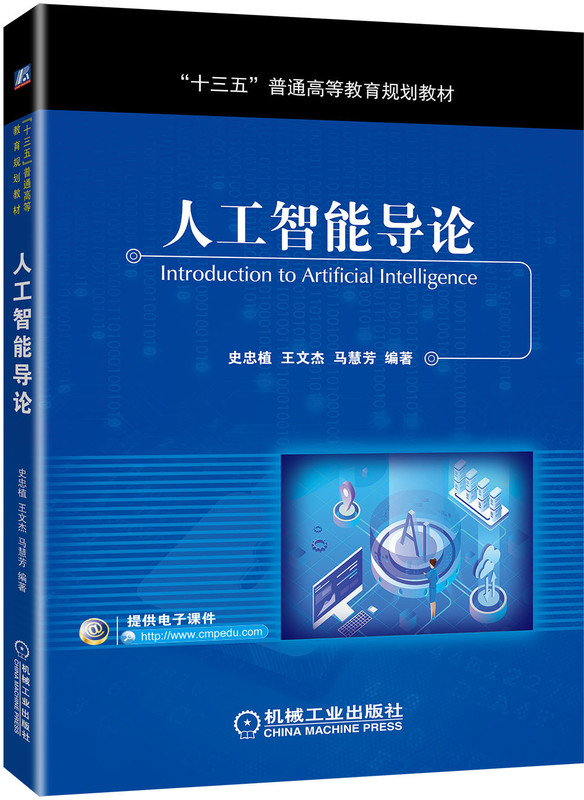 “十三五”普通高等教育规划教材
人工智能导论
Introduction to Artificial Intelligence
史忠植 王文杰 马慧芳 编著
AI
提供电子课件
http://www.cmpedu.com
机械工业出版社
CHINA MACHINE PRESS
“十三五”普通高等
教育规划教材
人工智能导论
史忠植 王文杰 马慧芳 编著
机械工业出版社
CHINA MACHINE PRESS